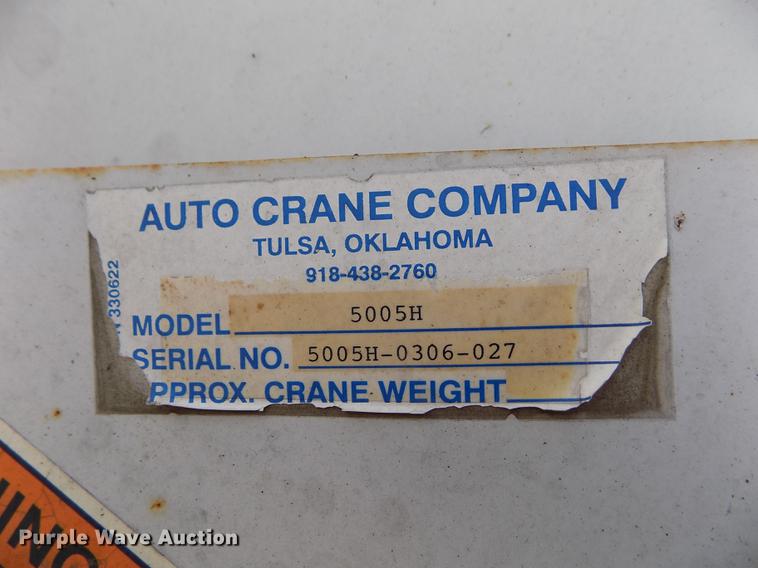 AUTO CRANE COMPANY
TULSA, OKLAHOMA
918-438-2760
330622
MODEL 5005H
SERIAL NO. 5005H-0306-027
PPROX. CRANE WEIGHT
ING
Purple Wave Auction